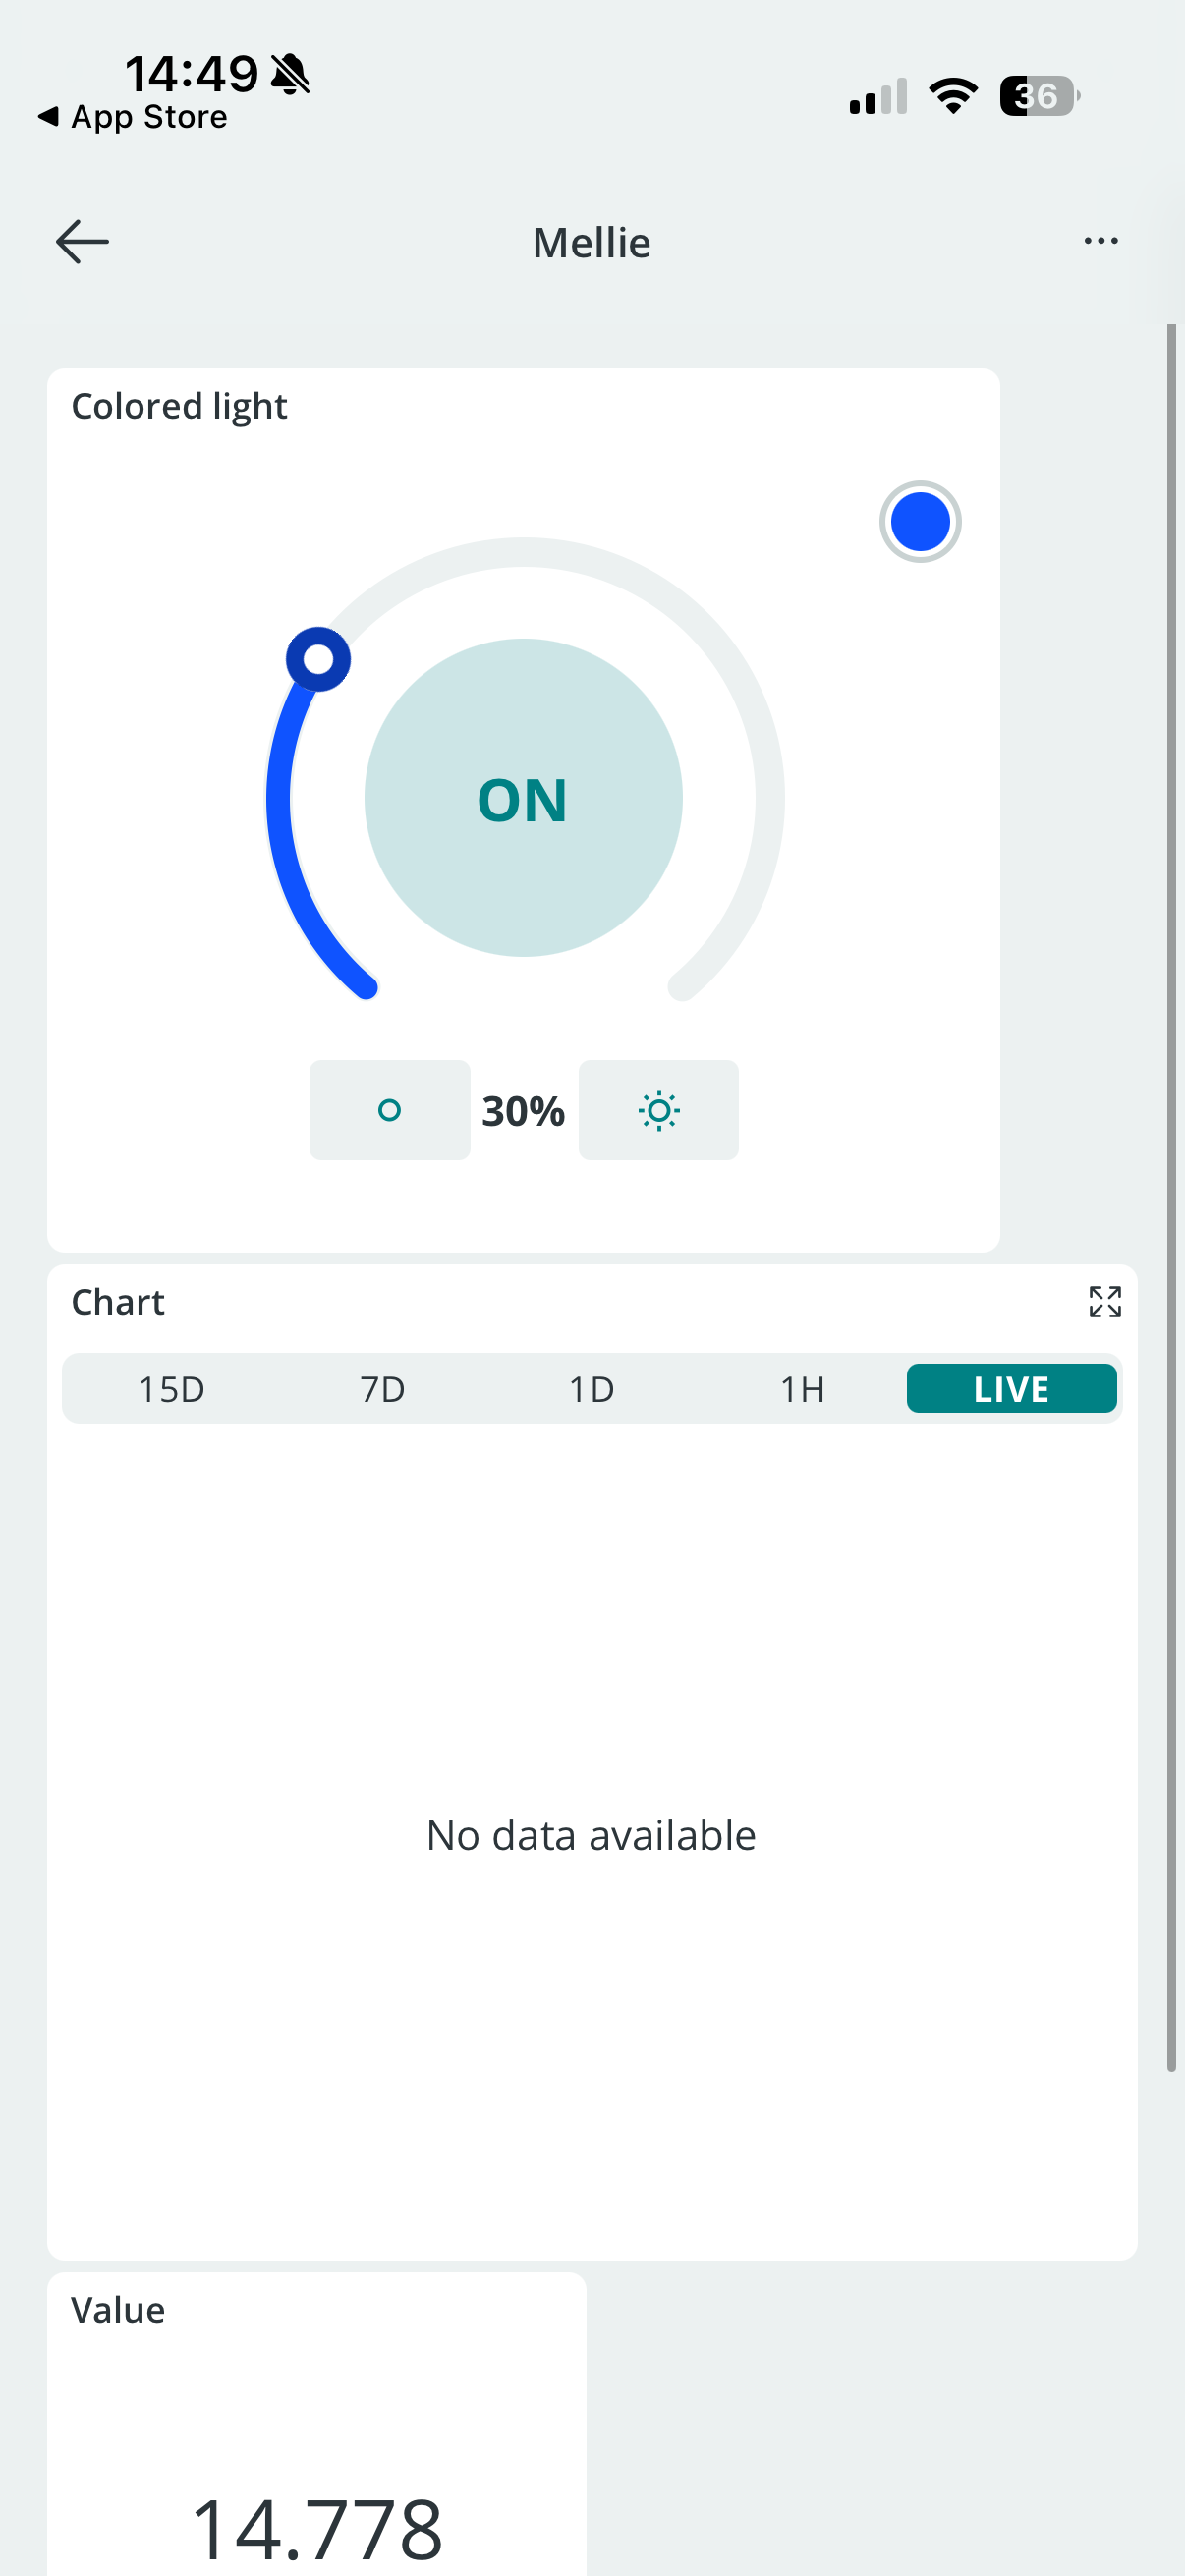 14:49
App Store
36
Mellie
Colored light
ON
30%
Chart
15D 7D 1D 1H LIVE
No data available
Value
14.778